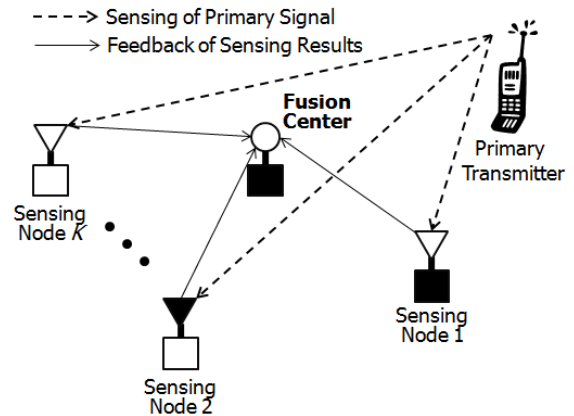 Sensing of Primary Signal
Feedback of Sensing Results
Fusion
Center
Primary
Transmitter
Sensing
Node K
Sensing
Node 1
Sensing
Node 2